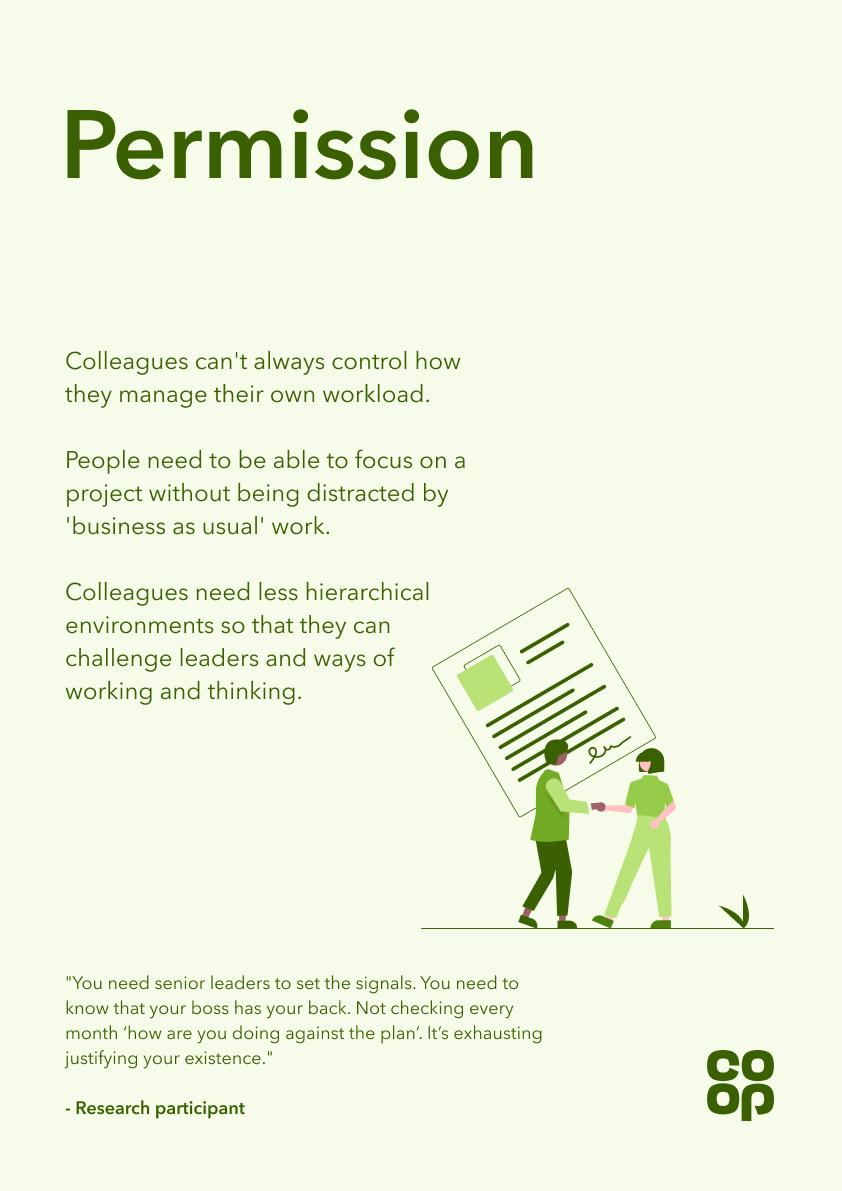 Permission
Colleagues can't always control how
they manage their own workload.
People need to be able to focus on a
project without being distracted by
'business as usual' work.
Colleagues need less hierarchical
environments so that they can
challenge leaders and ways of
working and thinking.
"You need senior leaders to set the signals. You need to
know that your boss has your back. Not checking every
month ‘how are you doing against the plan’. It’s exhausting
justifying your existence."
- Research participant
co
op